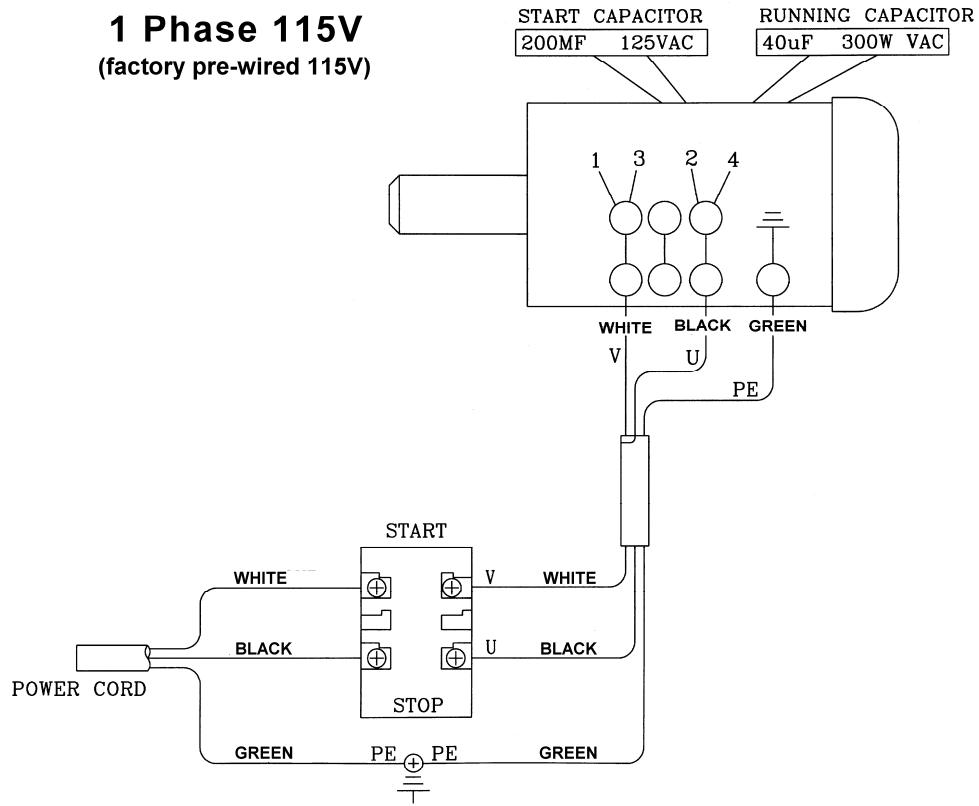 1 Phase 115V
(factory pre-wired 115V)
START CAPACITOR
200MF 125VAC
RUNNING CAPACITOR
40uF 300W VAC
1 3 2 4
WHITE BLACK GREEN
V U
PE
START
WHITE V WHITE
BLACK U BLACK
POWER CORD
STOP
GREEN PE PE GREEN